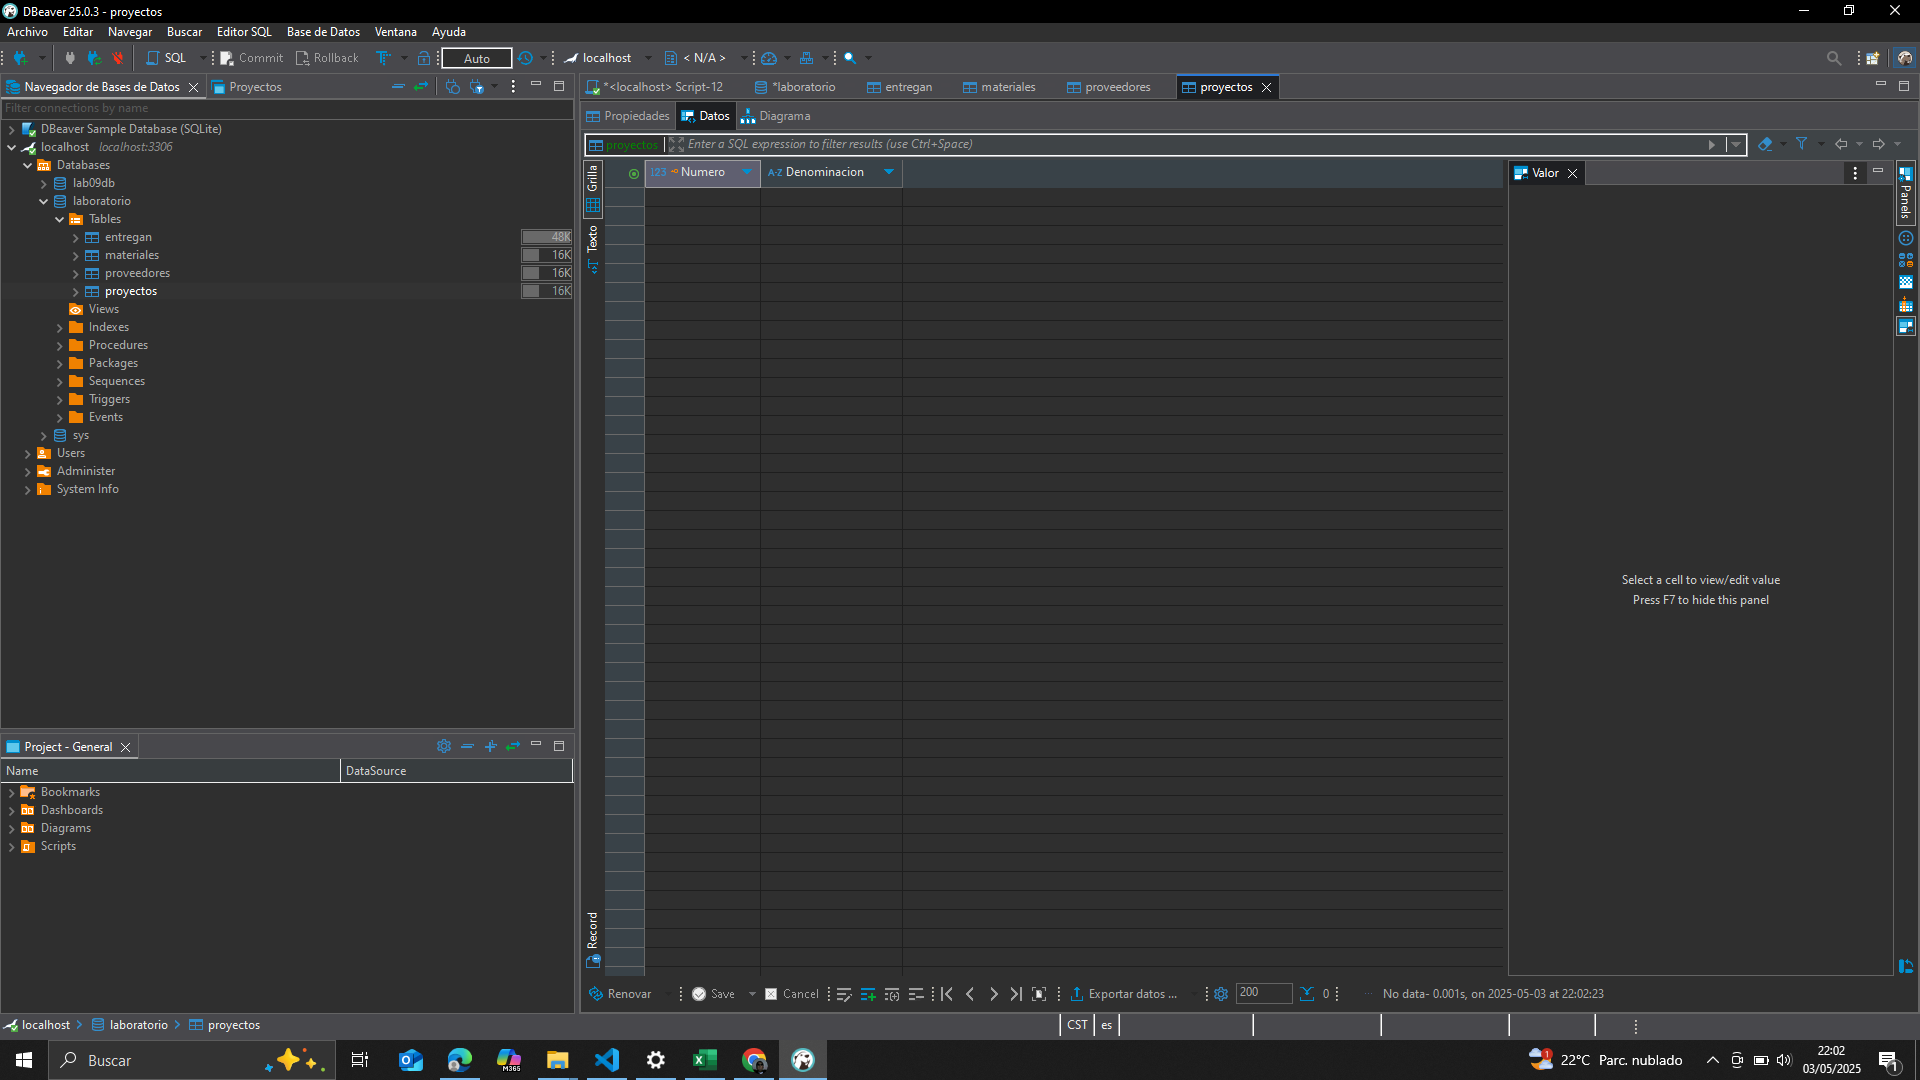 DBeaver 25.0.3 - proyectos
Archivo Editar Navegar Buscar Editor SQL Base de Datos Ventana Ayuda
SQL Commit Rollback Auto localhost < N/A >
Navegador de Bases de Datos Proyectos
*<localhost> Script-12 *laboratorio entregan materiales proveedores proyectos
Filter connections by name
Propiedades Datos Diagrama
proyectos Enter a SQL expression to filter results (use Ctrl+Space)
DBeaver Sample Database (SQLite)
localhost localhost:3306
Databases
lab09db
laboratorio
Tables
entregan 48K
materiales 16K
proveedores 16K
proyectos 16K
Views
Indexes
Procedures
Packages
Sequences
Triggers
Events
sys
Users
Administer
System Info
Grilla
Texto
Record
123 Numero A-Z Denominacion
Valor
Panels
Select a cell to view/edit value
Press F7 to hide this panel
Project - General
Name DataSource
Bookmarks
Dashboards
Diagrams
Scripts
Renovar Save Cancel Exportar datos ... 200 0 No data- 0.001s, on 2025-05-03 at 22:02:23
localhost laboratorio proyectos CST es
Buscar
M365
1 22°C Parc. nublado
22:02
03/05/2025
1